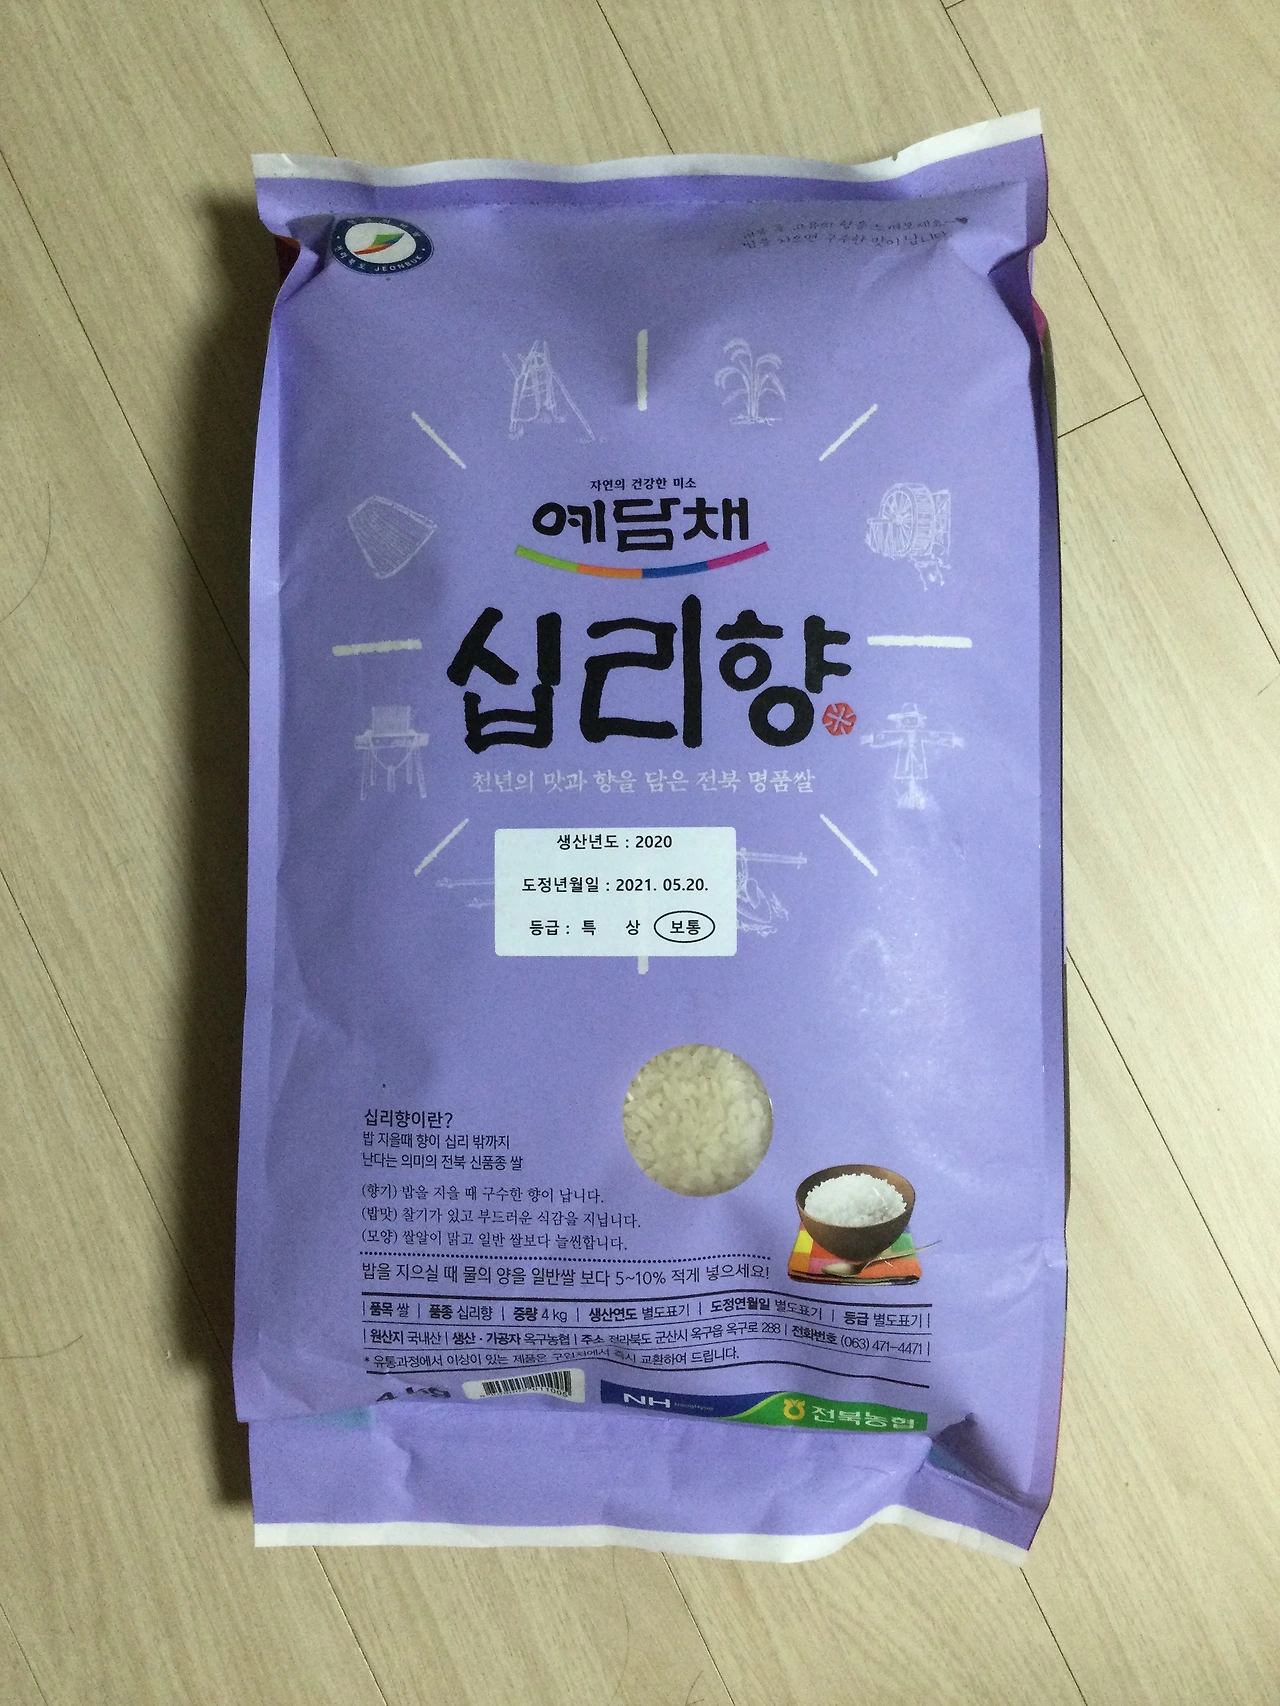 전라북도 JEONBUK
자연의 건강한 미소
예담채
십리향
천년의 맛과 향을 담은 전북 명품쌀
생산년도 : 2020
도정년월일 : 2021. 05.20.
등급 : 특 상 보통
십리향이란?
밥 지을때 향이 십리 밖까지
난다는 의미의 전북 신품종 쌀
(향기) 밥을 지을 때 구수한 향이 납니다.
(밥맛) 찰기가 있고 부드러운 식감을 지닙니다.
(모양) 쌀알이 맑고 일반 쌀보다 늘씬합니다.
밥을 지으실 때 물의 양을 일반쌀 보다 5~10% 적게 넣으세요!
| 품목 쌀 | 품종 십리향 | 중량 4 kg | 생산연도 별도표기 | 도정연월일 별도표기 | 등급 별도표기 |
| 원산지 국내산 | 생산 · 가공자 옥구농협 | 주소 전라북도 군산시 옥구읍 옥구로 288 | 전화번호 (063) 471-4471 |
* 유통과정에서 이상이 있는 제품은 구입처에서 즉시 교환하여 드립니다.
4 kg
NH
전북농협